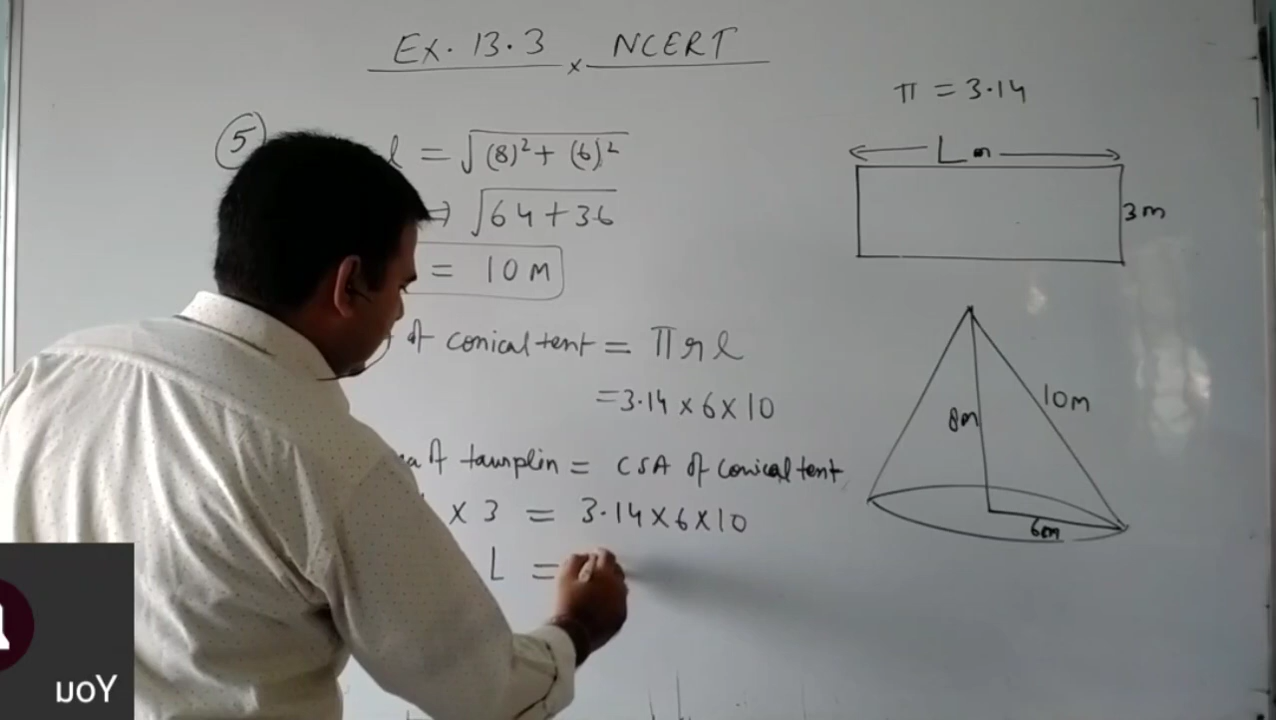 Ex. 13.3 x NCERT
π = 3.14
5
l = √(8)² + (6)²
⇒ √64 + 36
= 10 M
L m
3m
of conical tent = πrl
= 3.14 x 6 x 10
of taurplin = CSA of conical tent
x 3 = 3.14 x 6 x 10
L =
8m
10m
6m
You